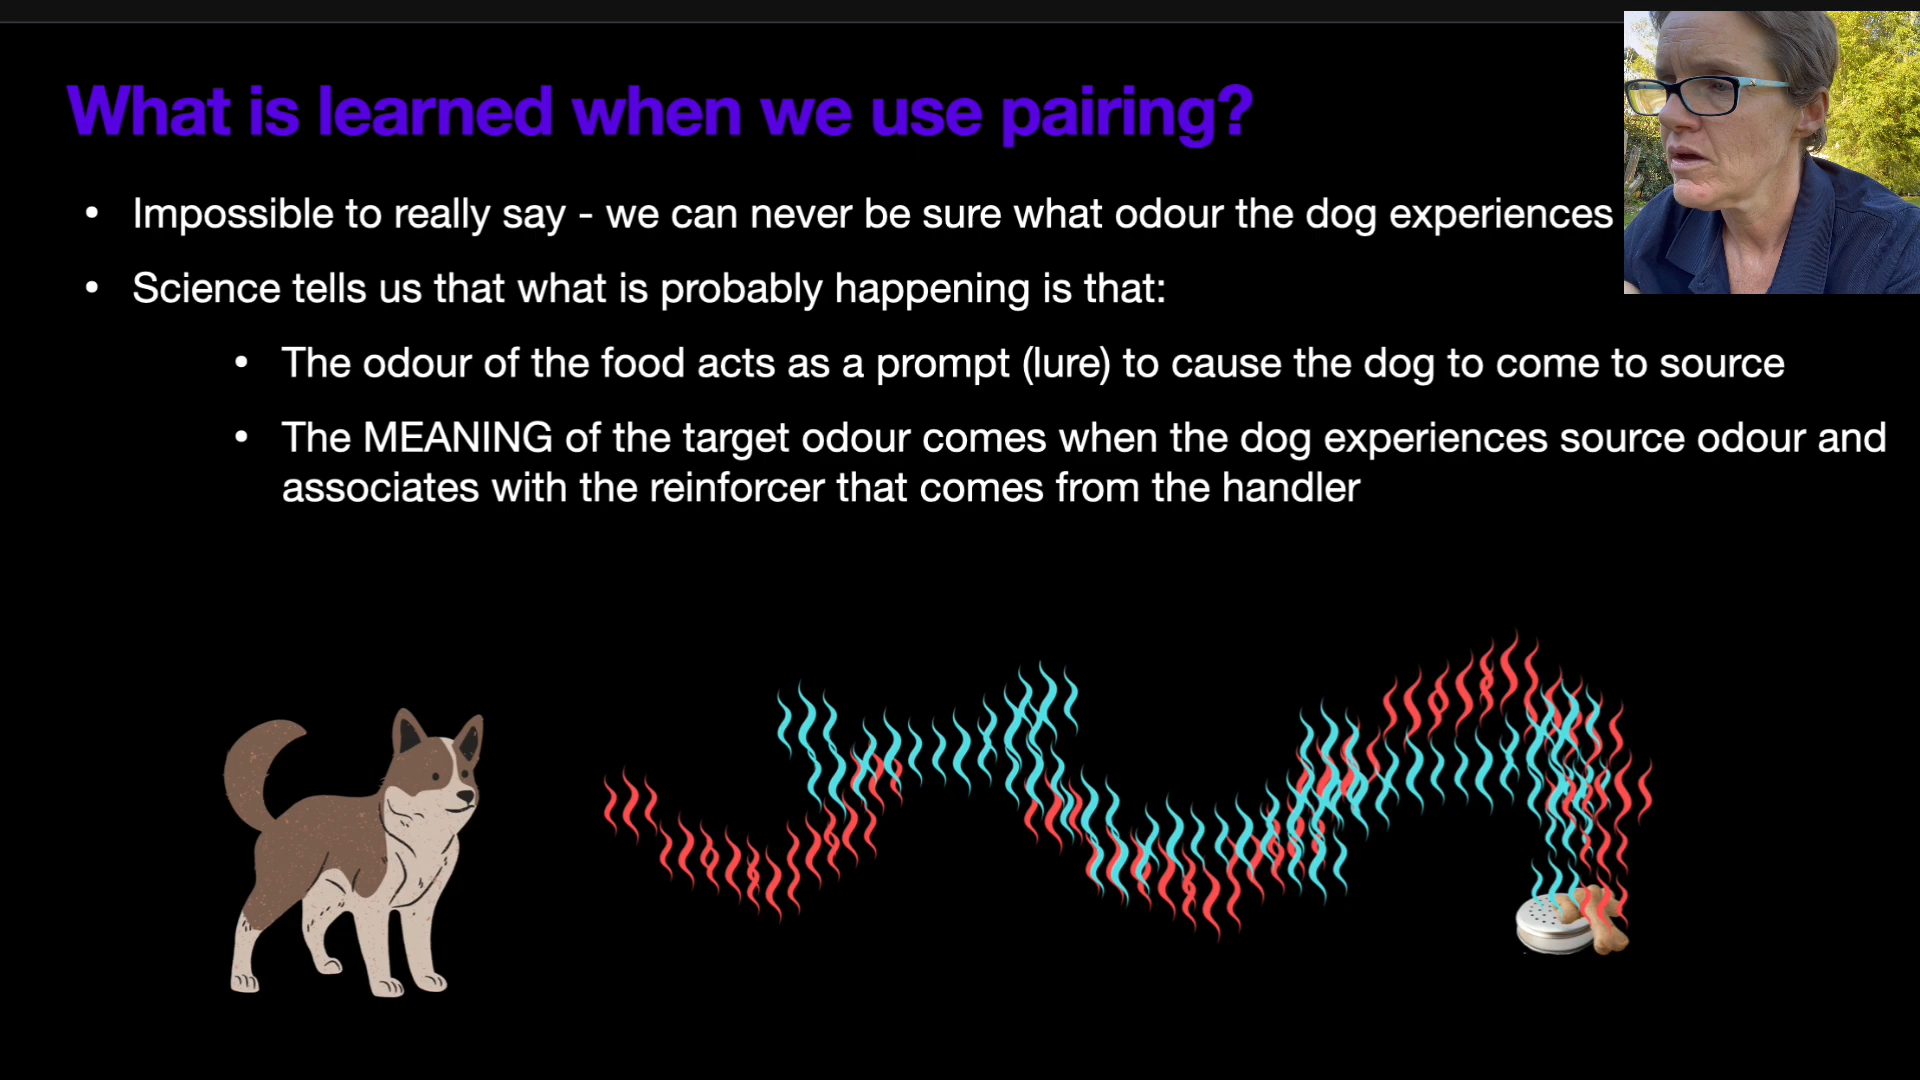 What is learned when we use pairing?
• Impossible to really say - we can never be sure what odour the dog experiences
• Science tells us that what is probably happening is that:
• The odour of the food acts as a prompt (lure) to cause the dog to come to source
• The MEANING of the target odour comes when the dog experiences source odour and
associates with the reinforcer that comes from the handler